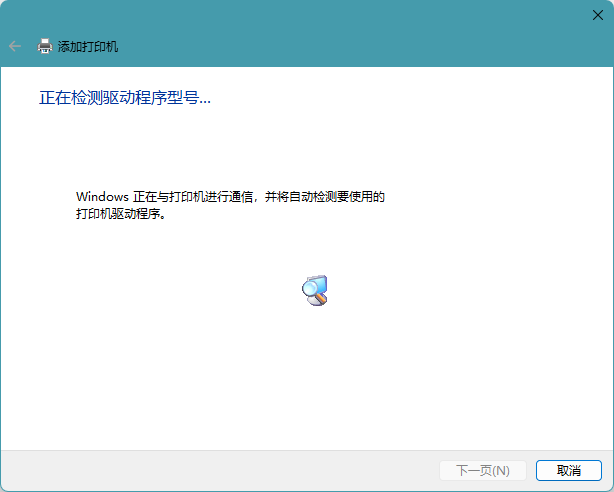 添加打印机
正在检测驱动程序型号...
Windows 正在与打印机进行通信，并将自动检测要使用的
打印机驱动程序。
下一页(N)
取消